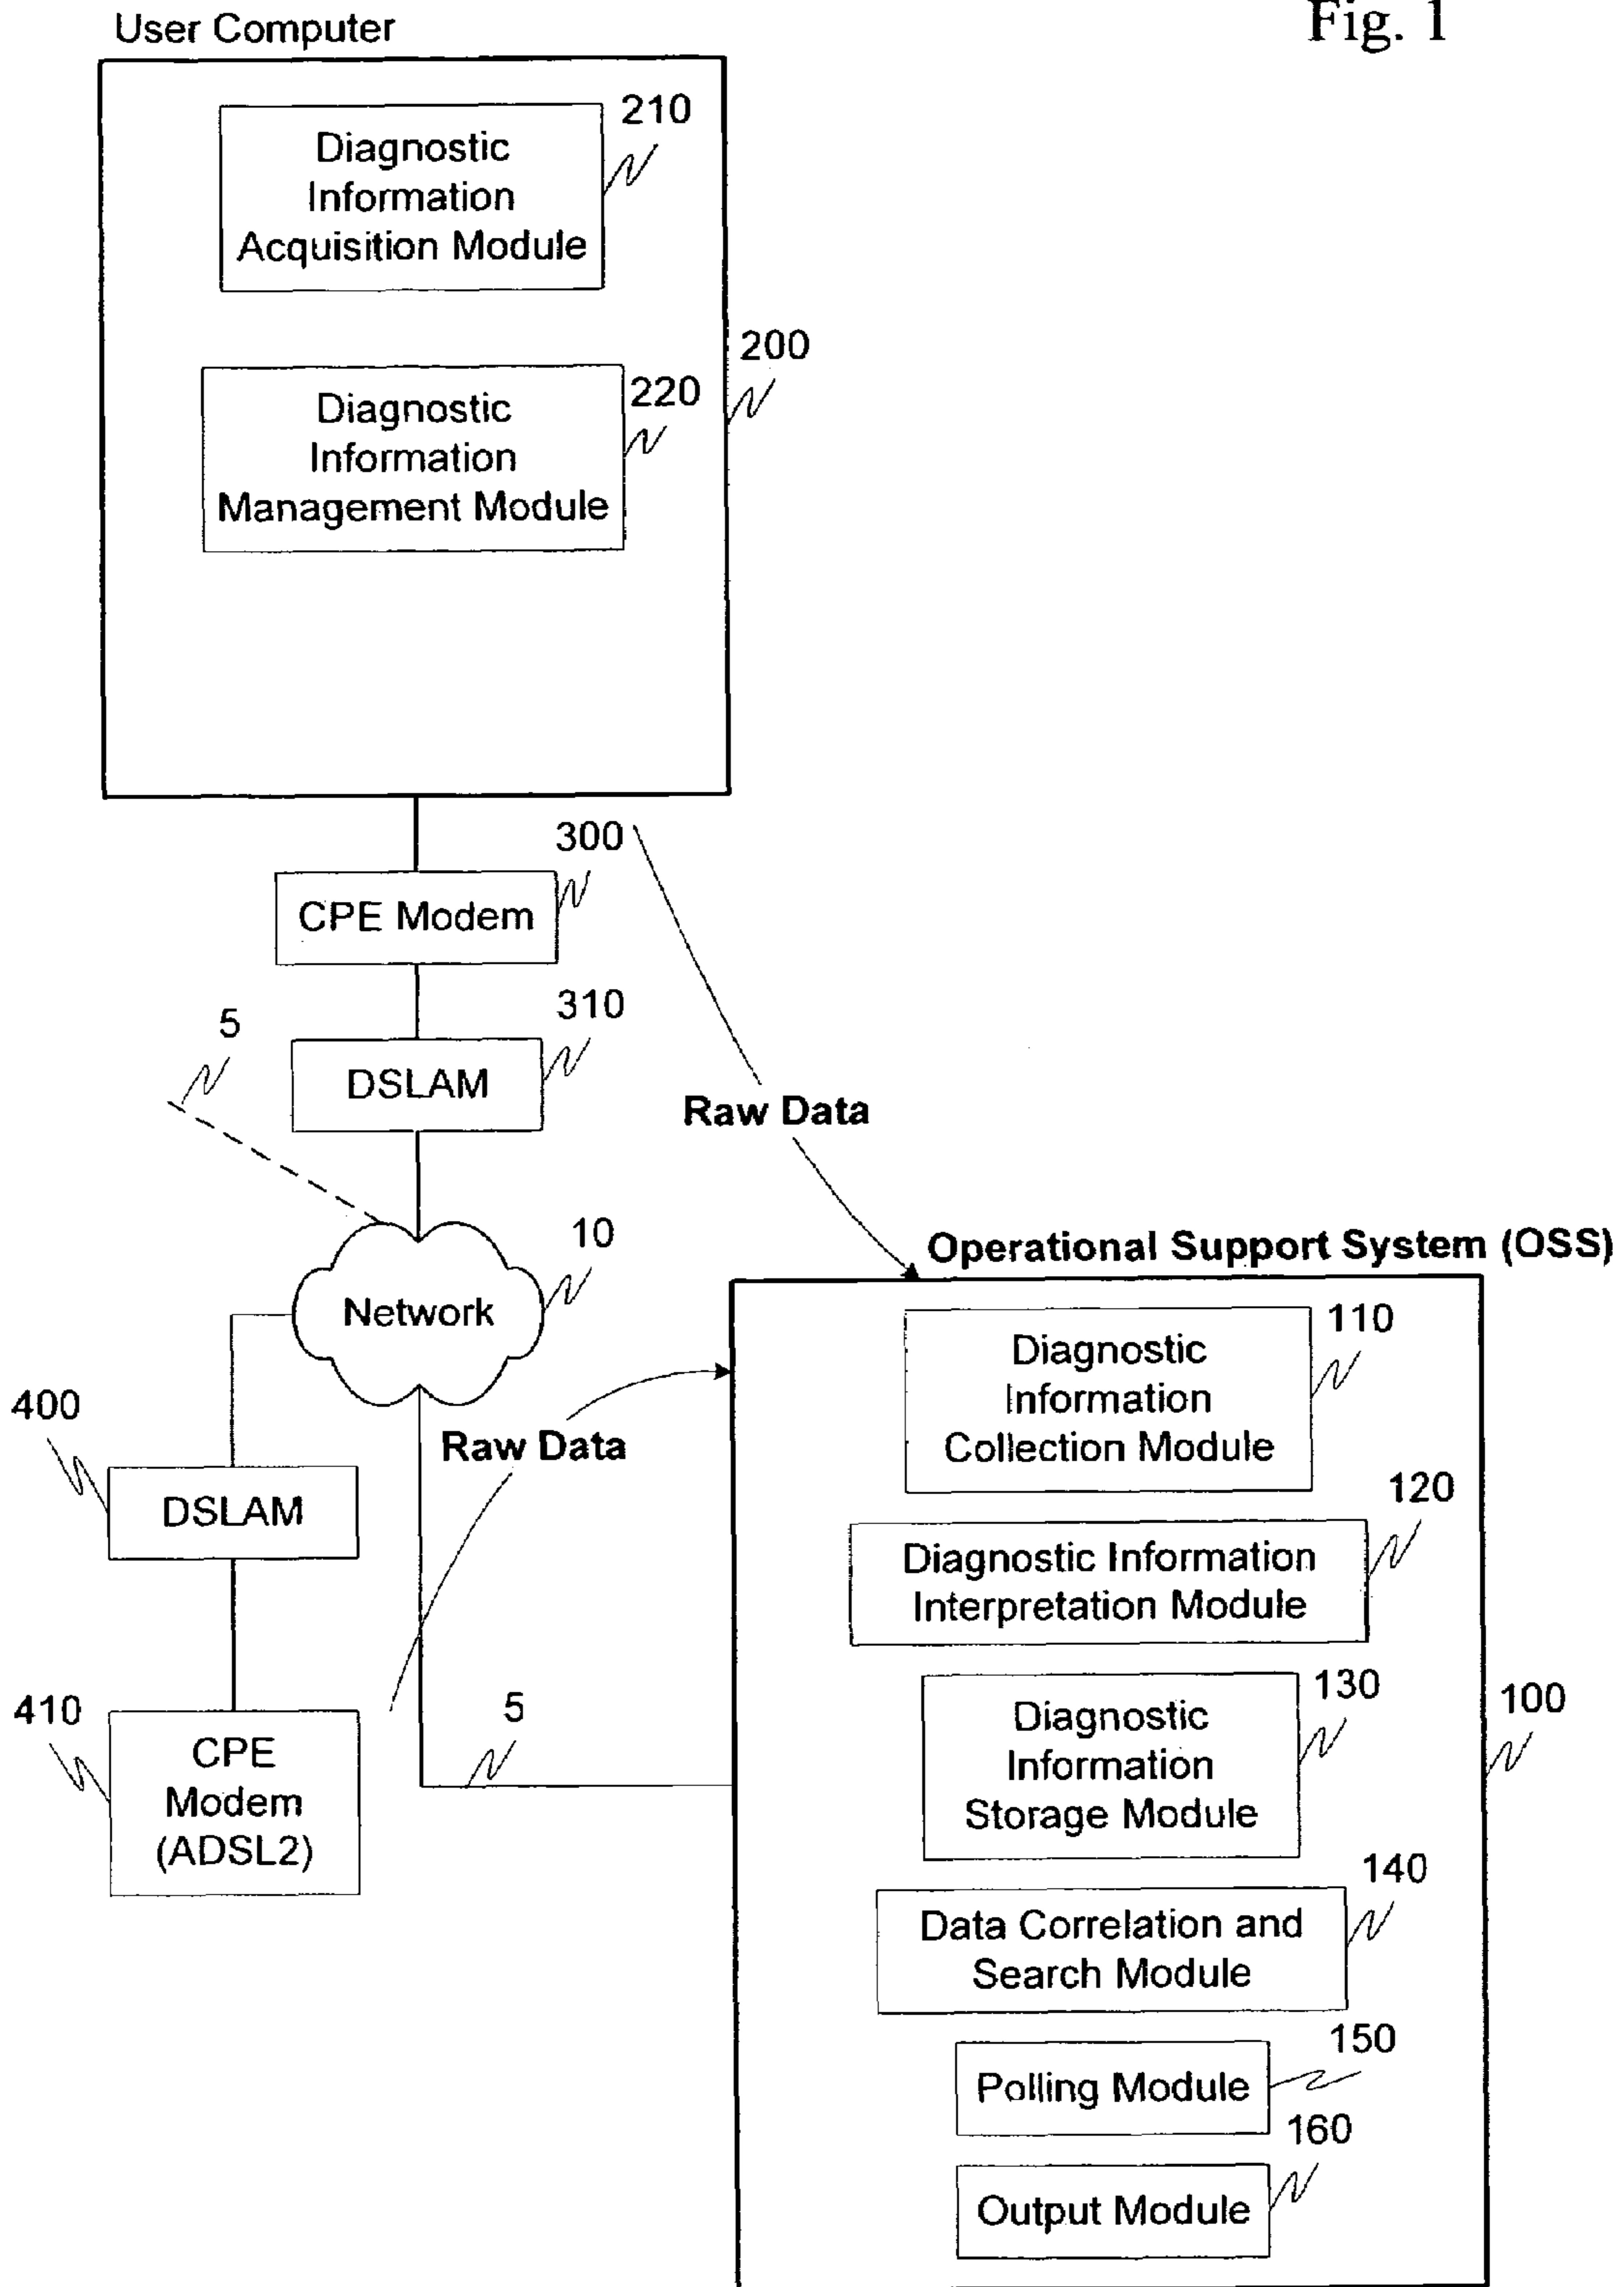 Fig. 1
User Computer
210
Diagnostic
Information
Acquisition Module
200
220
Diagnostic
Information
Management Module
300
CPE Modem
310
DSLAM
5
Raw Data
10
Network
Operational Support System (OSS)
110
Diagnostic
Information
Collection Module
400
DSLAM
Raw Data
120
Diagnostic Information
Interpretation Module
410
CPE
Modem
(ADSL2)
5
130
Diagnostic
Information
Storage Module
100
140
Data Correlation and
Search Module
150
Polling Module
160
Output Module